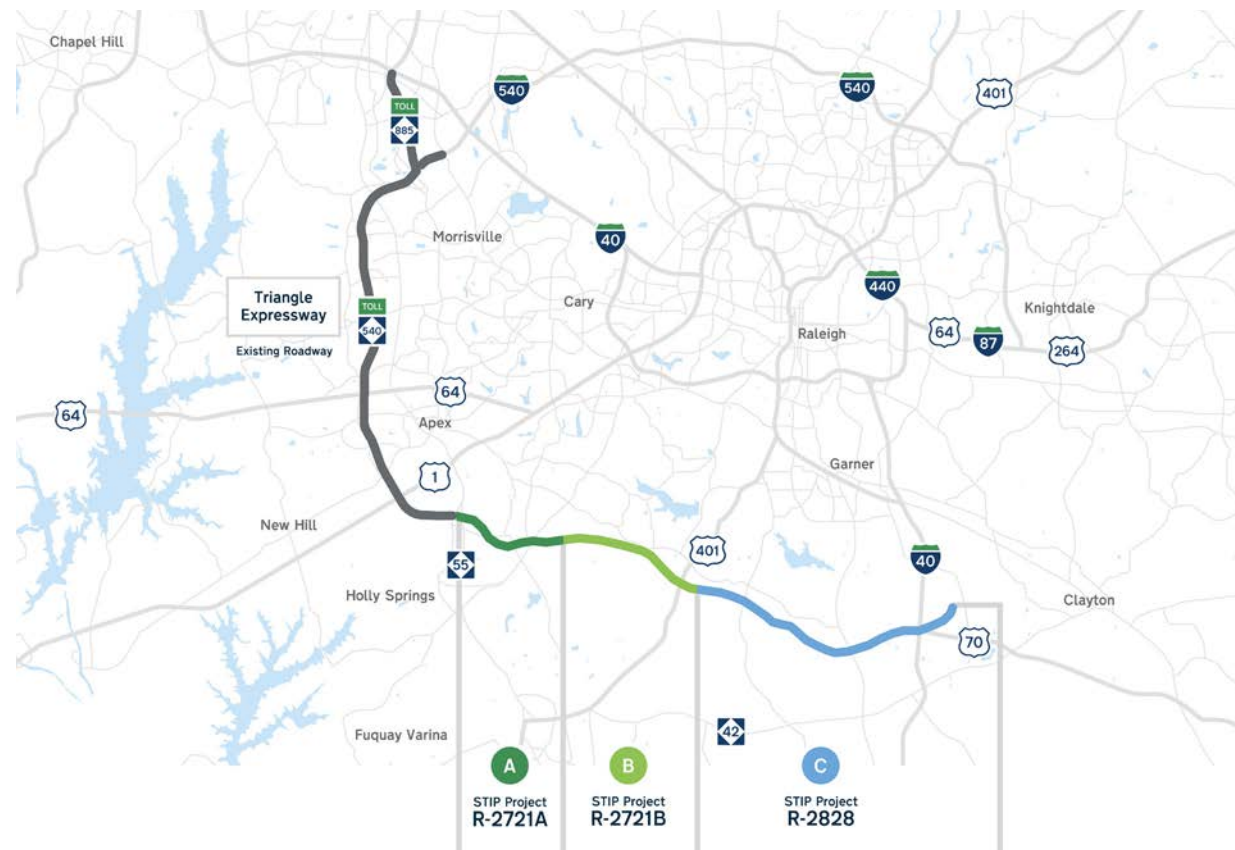 Chapel Hill
540
540
401
TOLL
885
Morrisville
40
440
Triangle
Expressway
TOLL
540
Cary
Knightdale
Raleigh
64
87
264
Existing Roadway
64
64
Apex
Garner
1
New Hill
401
55
40
Holly Springs
Clayton
70
Fuquay Varina
42
A
B
C
STIP Project
R-2721A
STIP Project
R-2721B
STIP Project
R-2828